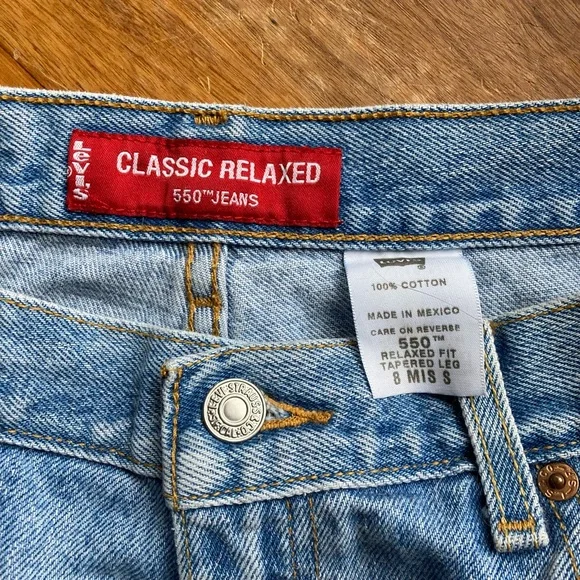 LEVI'S
CLASSIC RELAXED
550™ JEANS
Levi's
100% COTTON
MADE IN MEXICO
CARE ON REVERSE
550™
RELAXED FIT
TAPERED LEG
8 MIS S
LEVI STRAUSS & CO.